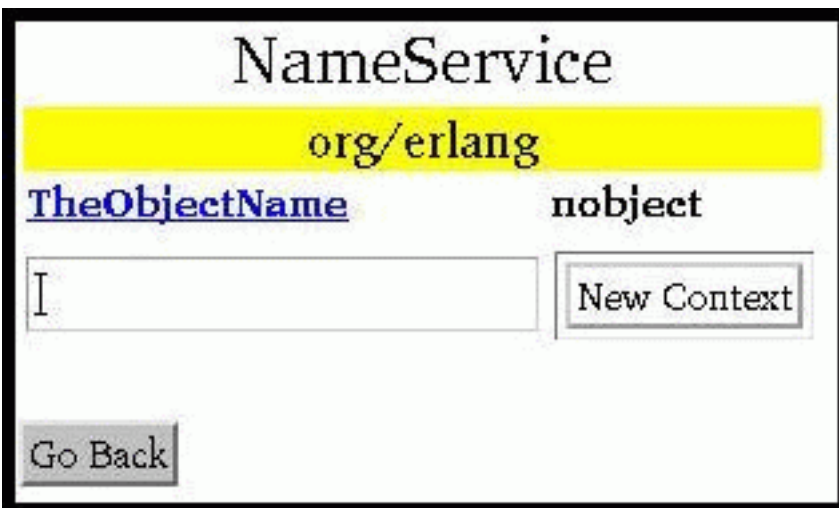 NameService
org/erlang
TheObjectName nobject
New Context
Go Back